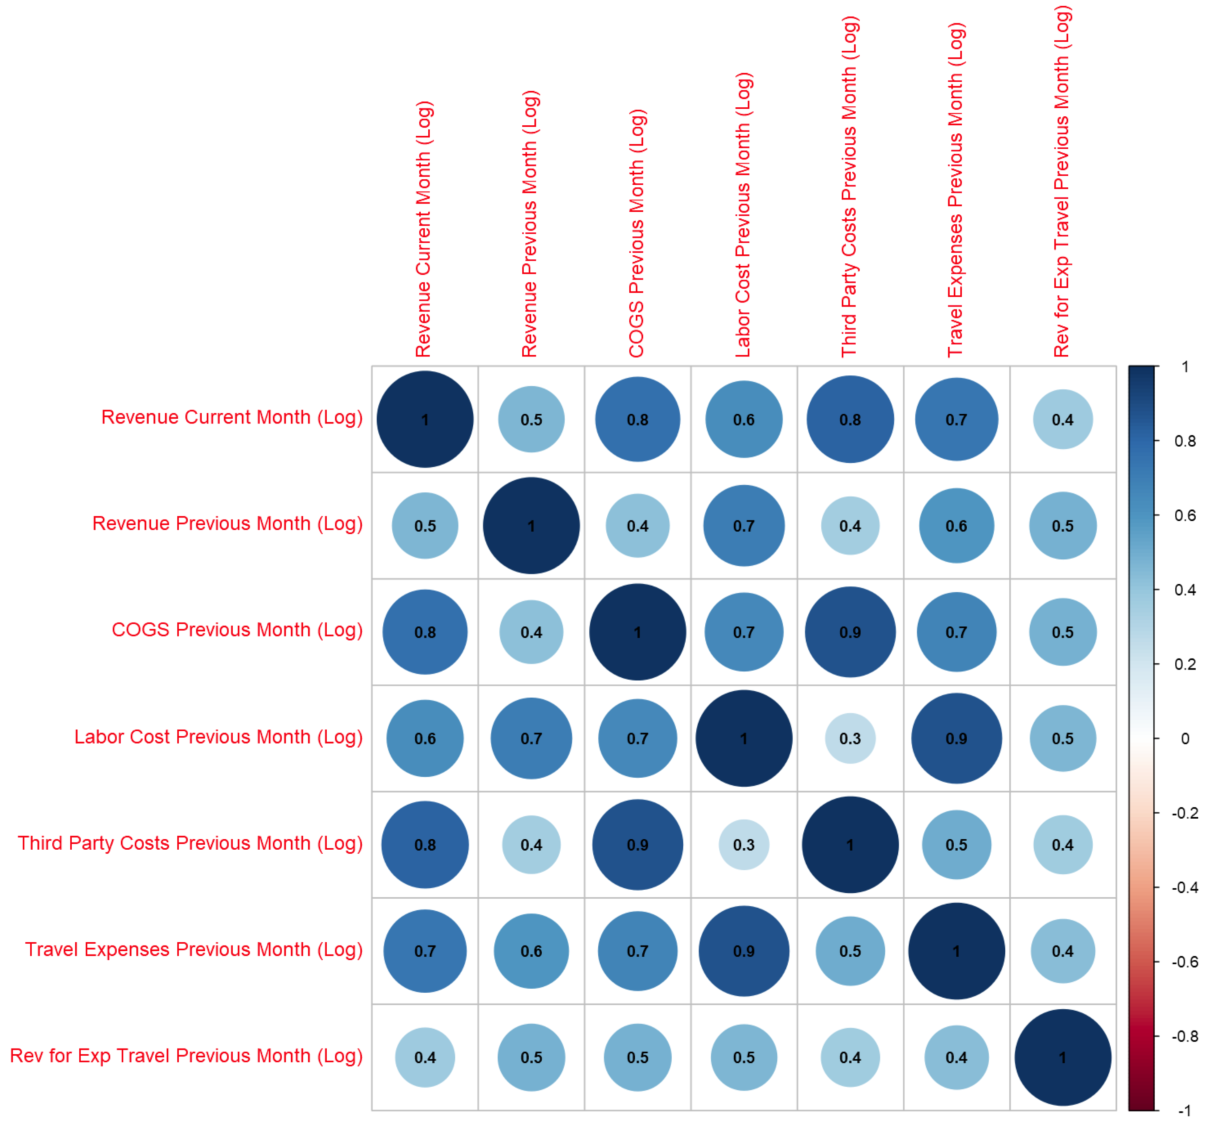 Revenue Current Month (Log)
Revenue Previous Month (Log)
COGS Previous Month (Log)
Labor Cost Previous Month (Log)
Third Party Costs Previous Month (Log)
Travel Expenses Previous Month (Log)
Rev for Exp Travel Previous Month (Log)
Revenue Current Month (Log) 1 0.5 0.8 0.6 0.8 0.7 0.4
Revenue Previous Month (Log) 0.5 1 0.4 0.7 0.4 0.6 0.5
COGS Previous Month (Log) 0.8 0.4 1 0.7 0.9 0.7 0.5
Labor Cost Previous Month (Log) 0.6 0.7 0.7 1 0.3 0.9 0.5
Third Party Costs Previous Month (Log) 0.8 0.4 0.9 0.3 1 0.5 0.4
Travel Expenses Previous Month (Log) 0.7 0.6 0.7 0.9 0.5 1 0.4
Rev for Exp Travel Previous Month (Log) 0.4 0.5 0.5 0.5 0.4 0.4 1
1
0.8
0.6
0.4
0.2
0
-0.2
-0.4
-0.6
-0.8
-1